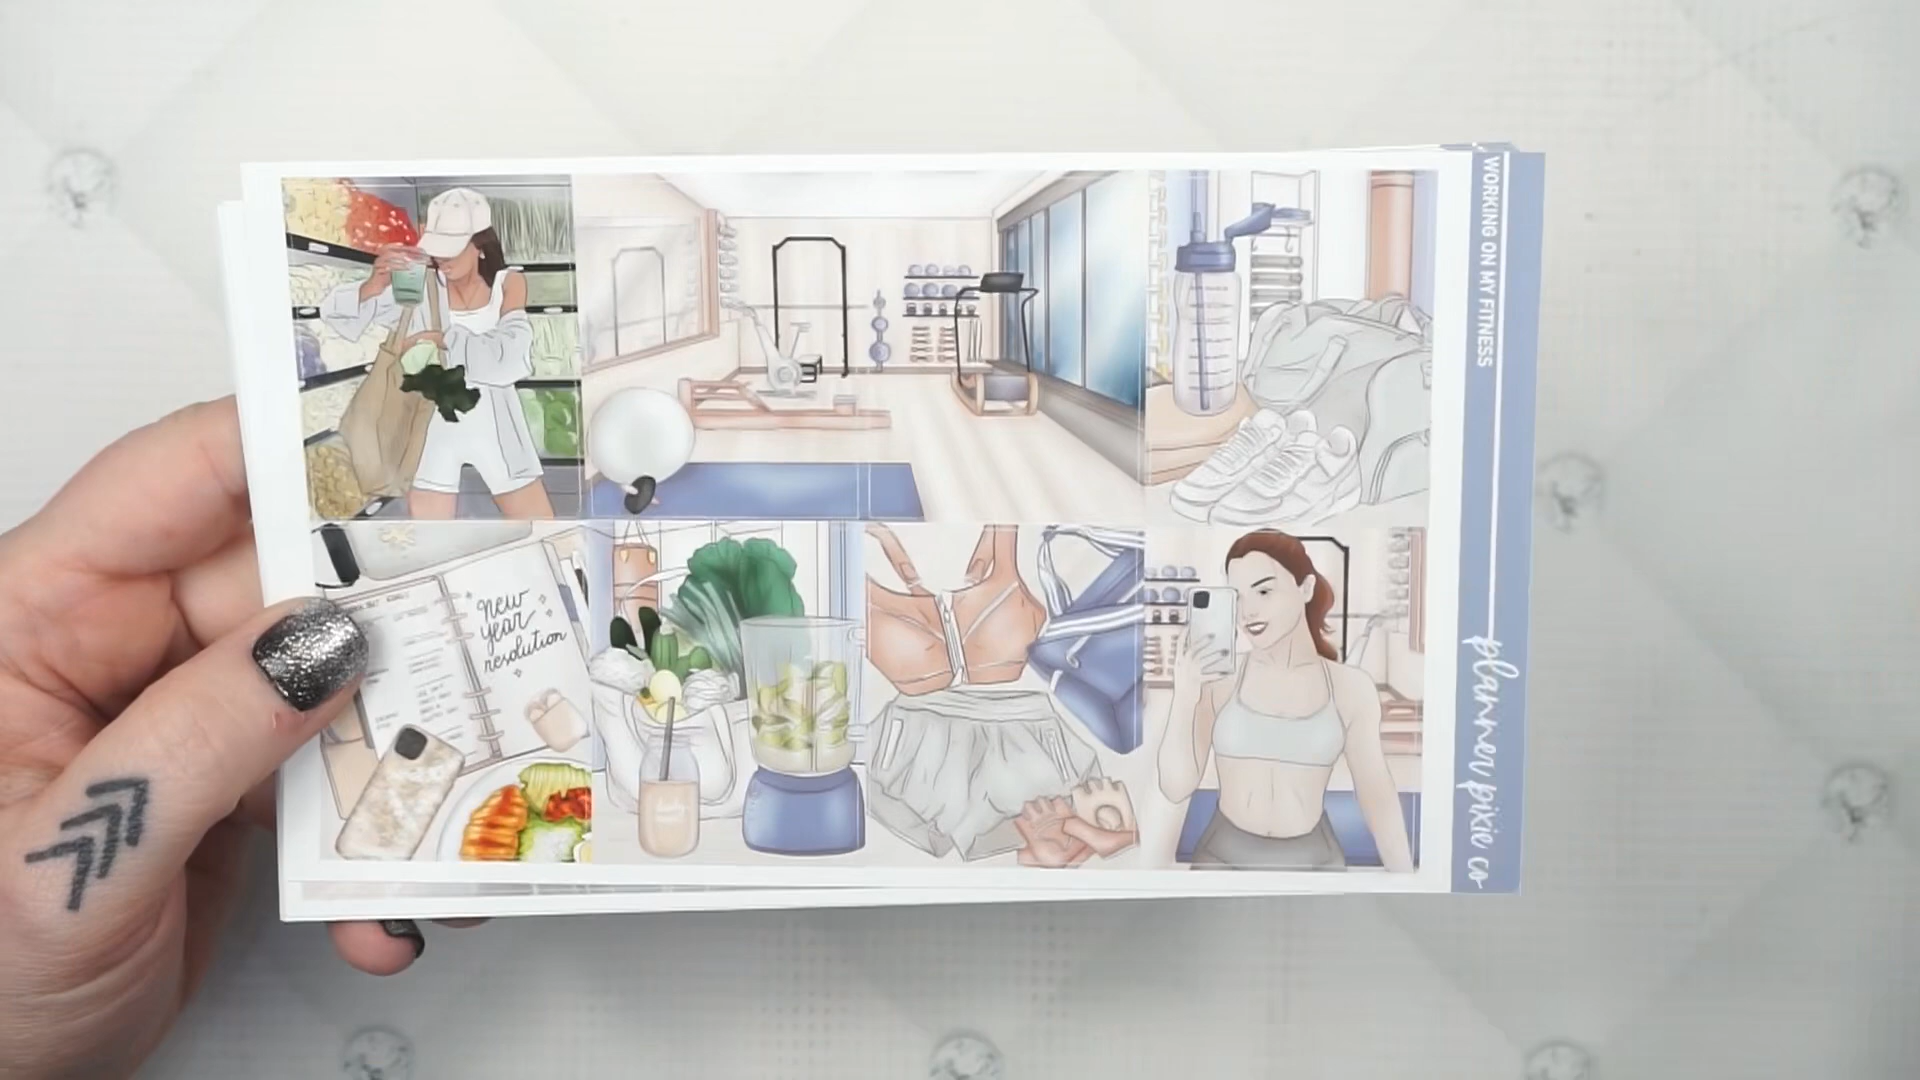 WORKING ON MY FITNESS
planner pixie co
new
year
resolution